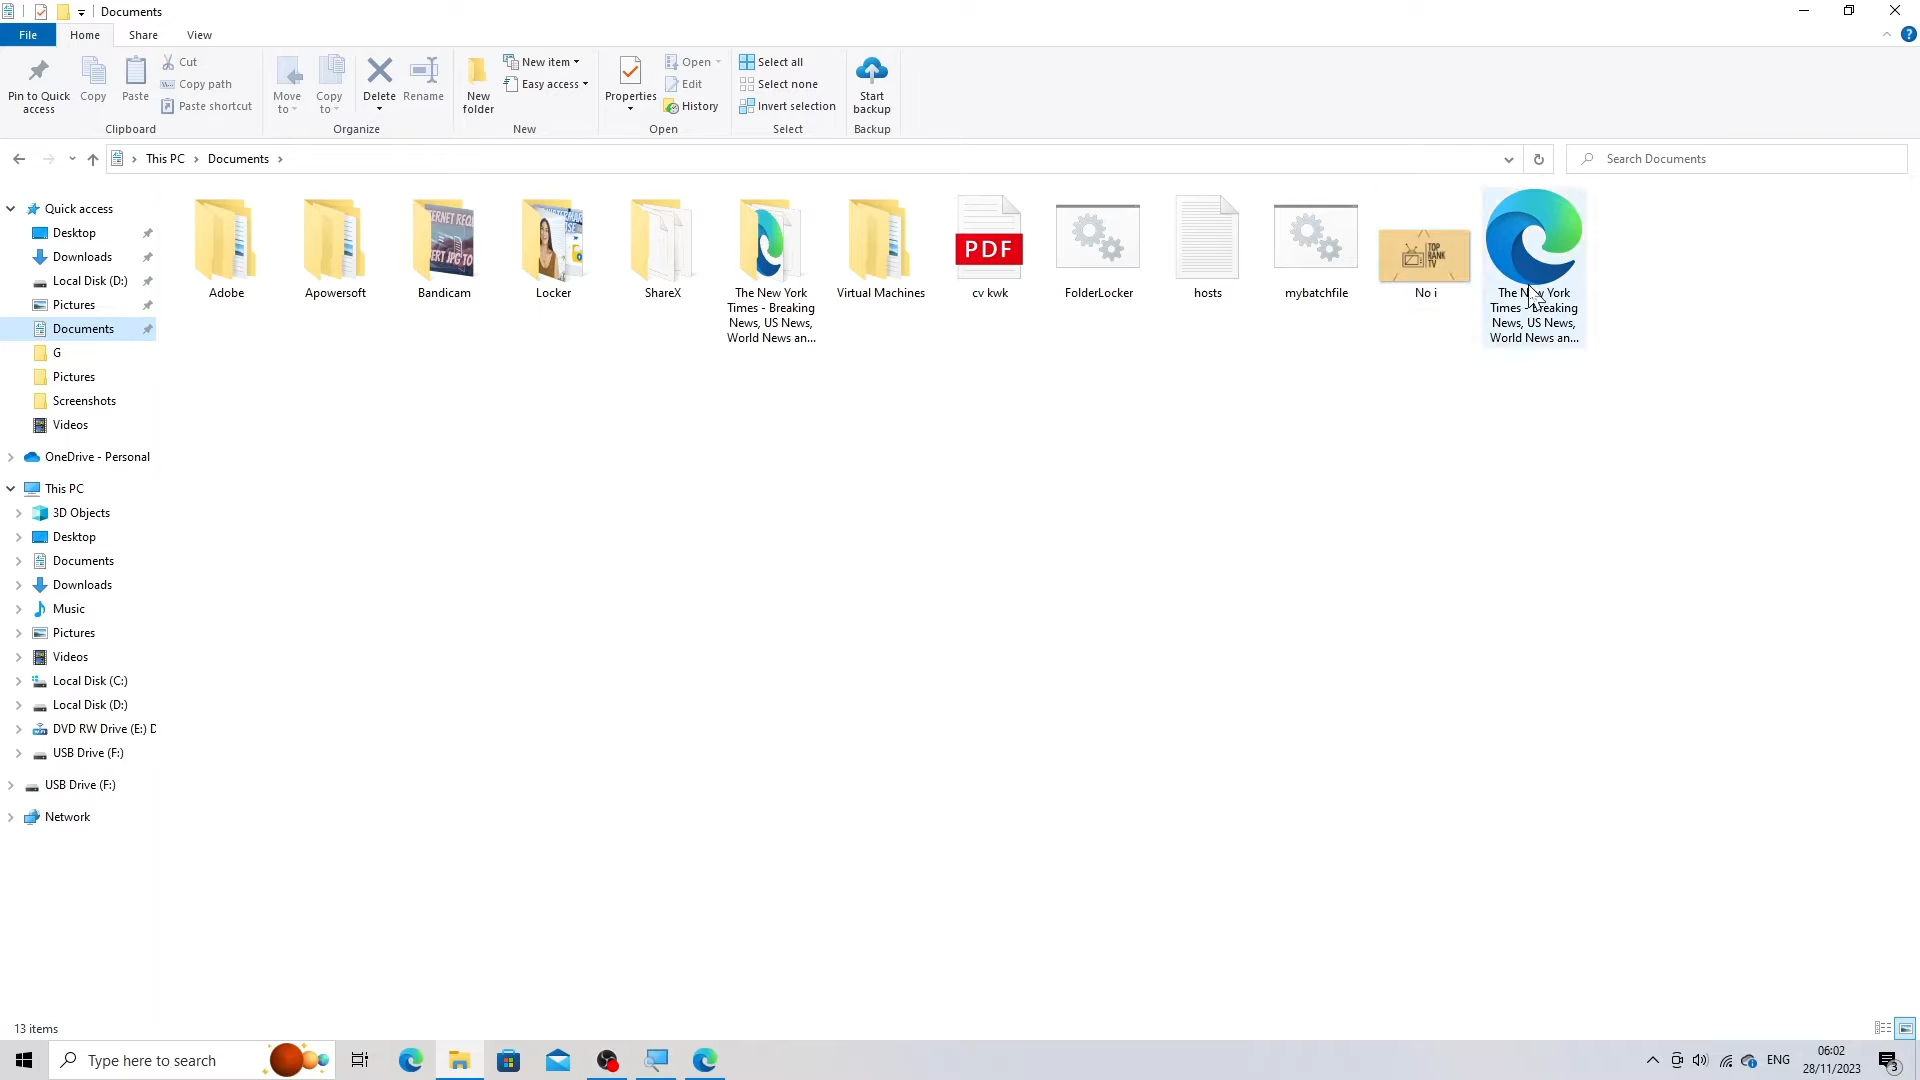 Documents
File
Home
Share
View
Pin to Quick
access
Copy
Paste
Cut
Copy path
Paste shortcut
Clipboard
Move
to
Copy
to
Delete
Rename
Organize
New
folder
New item
Easy access
New
Properties
Open
Edit
History
Open
Select all
Select none
Invert selection
Select
Start
backup
Backup
This PC
Documents
Search Documents
Quick access
Desktop
Downloads
Local Disk (D:)
Pictures
Documents
G
Pictures
Screenshots
Videos
OneDrive - Personal
This PC
3D Objects
Desktop
Documents
Downloads
Music
Pictures
Videos
Local Disk (C:)
Local Disk (D:)
DVD RW Drive (E:) D
USB Drive (F:)
USB Drive (F:)
Network
Adobe
Apowersoft
Bandicam
Locker
ShareX
The New York
Times - Breaking
News, US News,
World News an...
Virtual Machines
PDF
cv kwk
FolderLocker
hosts
mybatchfile
TOP
RANK
TV
No i
The New York
Times - Breaking
News, US News,
World News an...
13 items
Type here to search
ENG
06:02
28/11/2023
3